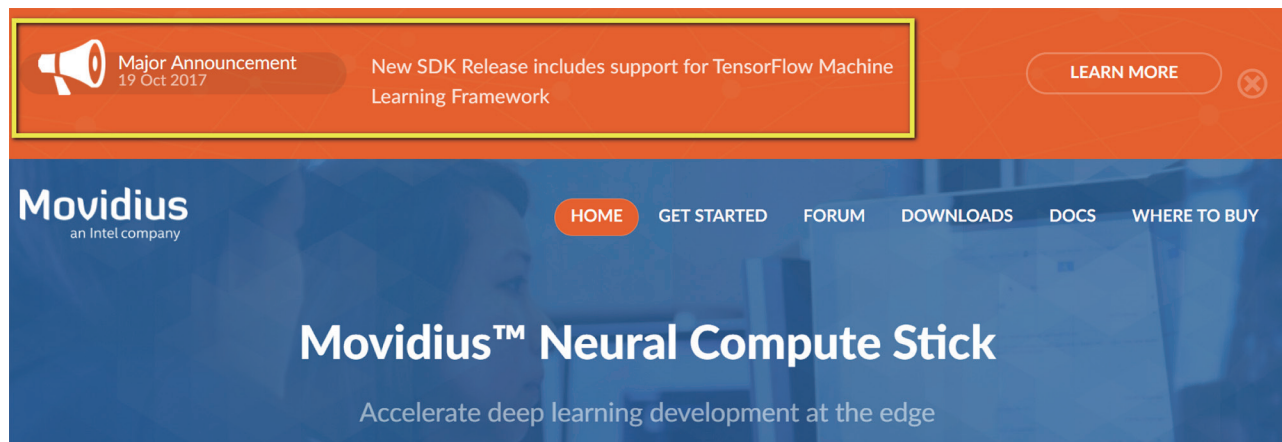 Major Announcement
19 Oct 2017
New SDK Release includes support for TensorFlow Machine
Learning Framework
LEARN MORE
Movidius
an Intel company
HOME GET STARTED FORUM DOWNLOADS DOCS WHERE TO BUY
Movidius™ Neural Compute Stick
Accelerate deep learning development at the edge